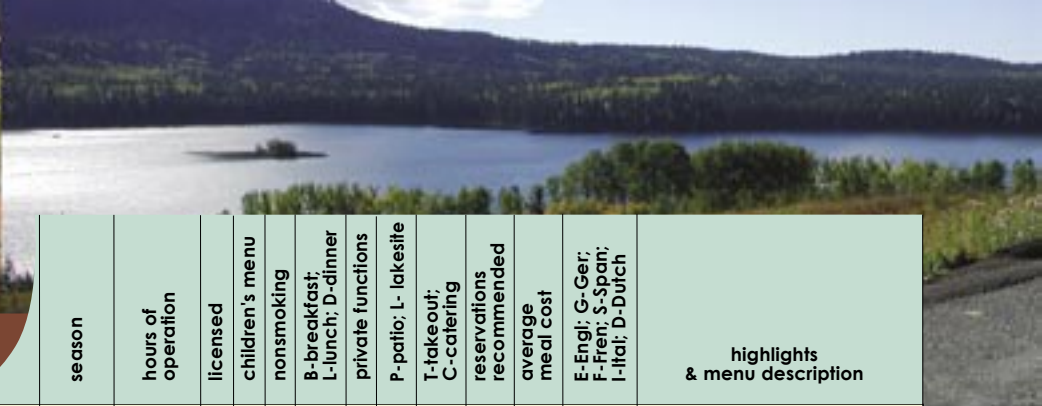 season
hours of
operation
licensed
children's menu
nonsmoking
B-breakfast;
L-lunch; D-dinner
private functions
P-patio; L- lakesite
T-takeout;
C-catering
reservations
recommended
average
meal cost
E-Engl; G- Ger;
F-Fren; S-Span;
I-Ital; D-Dutch
highlights
& menu description